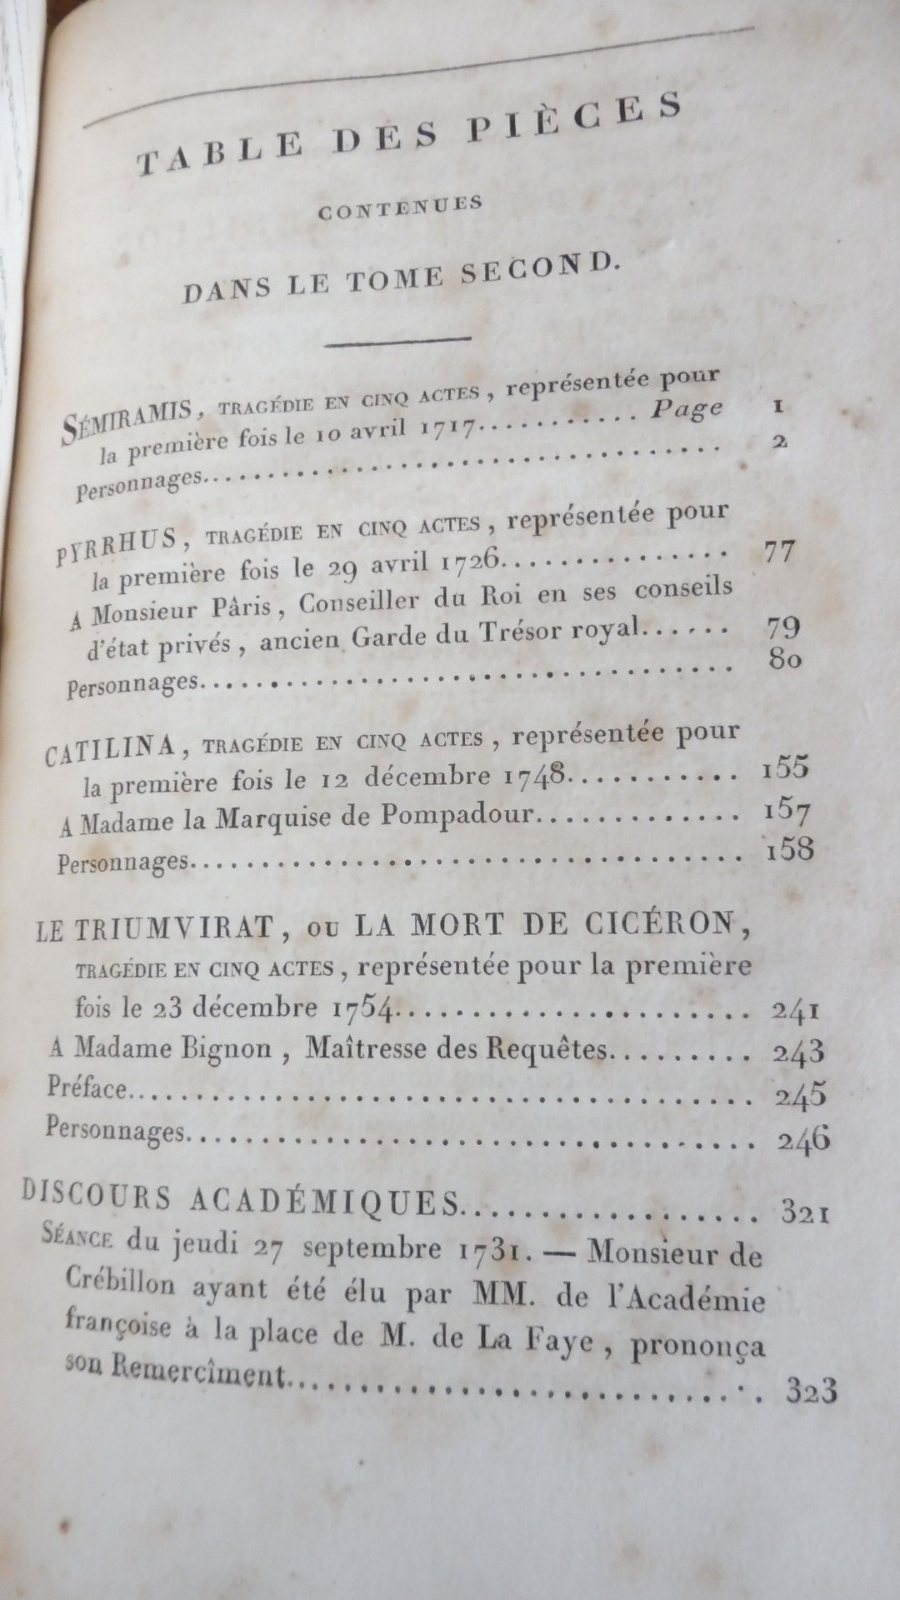 TABLE DES PIÈCES
CONTENUES
DANS LE TOME SECOND.
SÉMIRAMIS, TRAGÉDIE EN CINQ ACTES, représentée pour
la première fois le 10 avril 1717............ Page 1
Personnages.................................... 2
PYRRHUS, TRAGÉDIE EN CINQ ACTES, représentée pour
la première fois le 29 avril 1726............... 77
A Monsieur Pâris, Conseiller du Roi en ses conseils
d'état privés, ancien Garde du Trésor royal...... 79
Personnages.................................... 80
CATILINA, TRAGÉDIE EN CINQ ACTES, représentée pour
la première fois le 12 décembre 1748........... 155
A Madame la Marquise de Pompadour............. 157
Personnages.................................... 158
LE TRIUMVIRAT, OU LA MORT DE CICÉRON,
TRAGÉDIE EN CINQ ACTES, représentée pour la première
fois le 23 décembre 1754...................... 241
A Madame Bignon, Maîtresse des Requêtes......... 243
Préface........................................ 245
Personnages.................................... 246
DISCOURS ACADÉMIQUES.................. 321
SÉANCE du jeudi 27 septembre 1731. — Monsieur de
Crébillon ayant été élu par MM. de l'Académie
françoise à la place de M. de La Faye, prononça
son Remercîment............................. 323